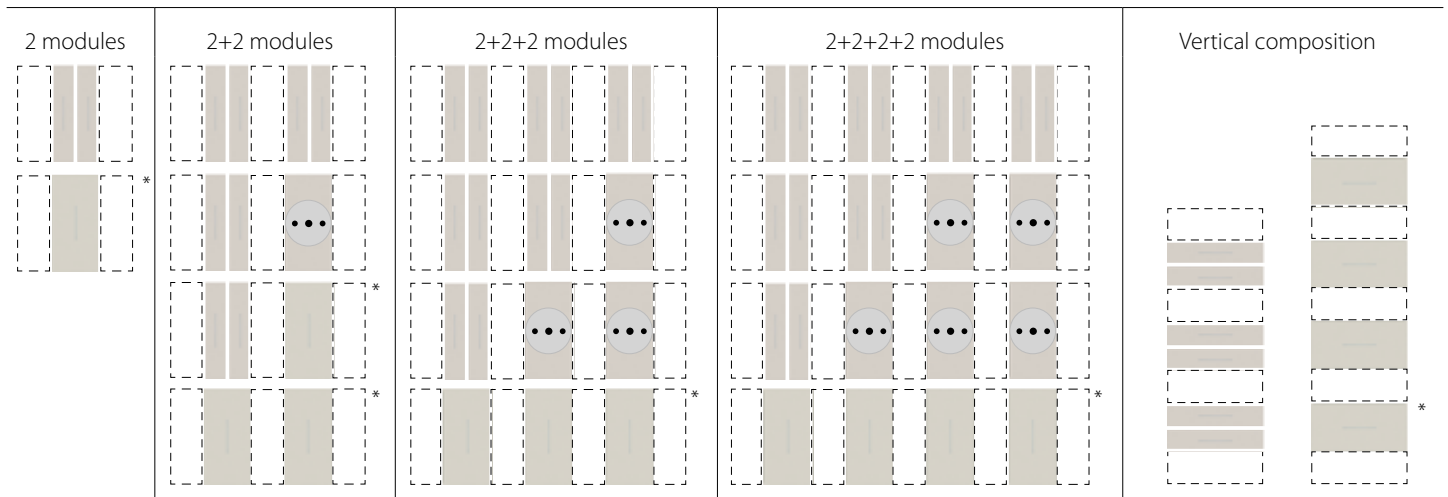 2 modules
2+2 modules
2+2+2 modules
2+2+2+2 modules
Vertical composition
*
*
*
*
*
*